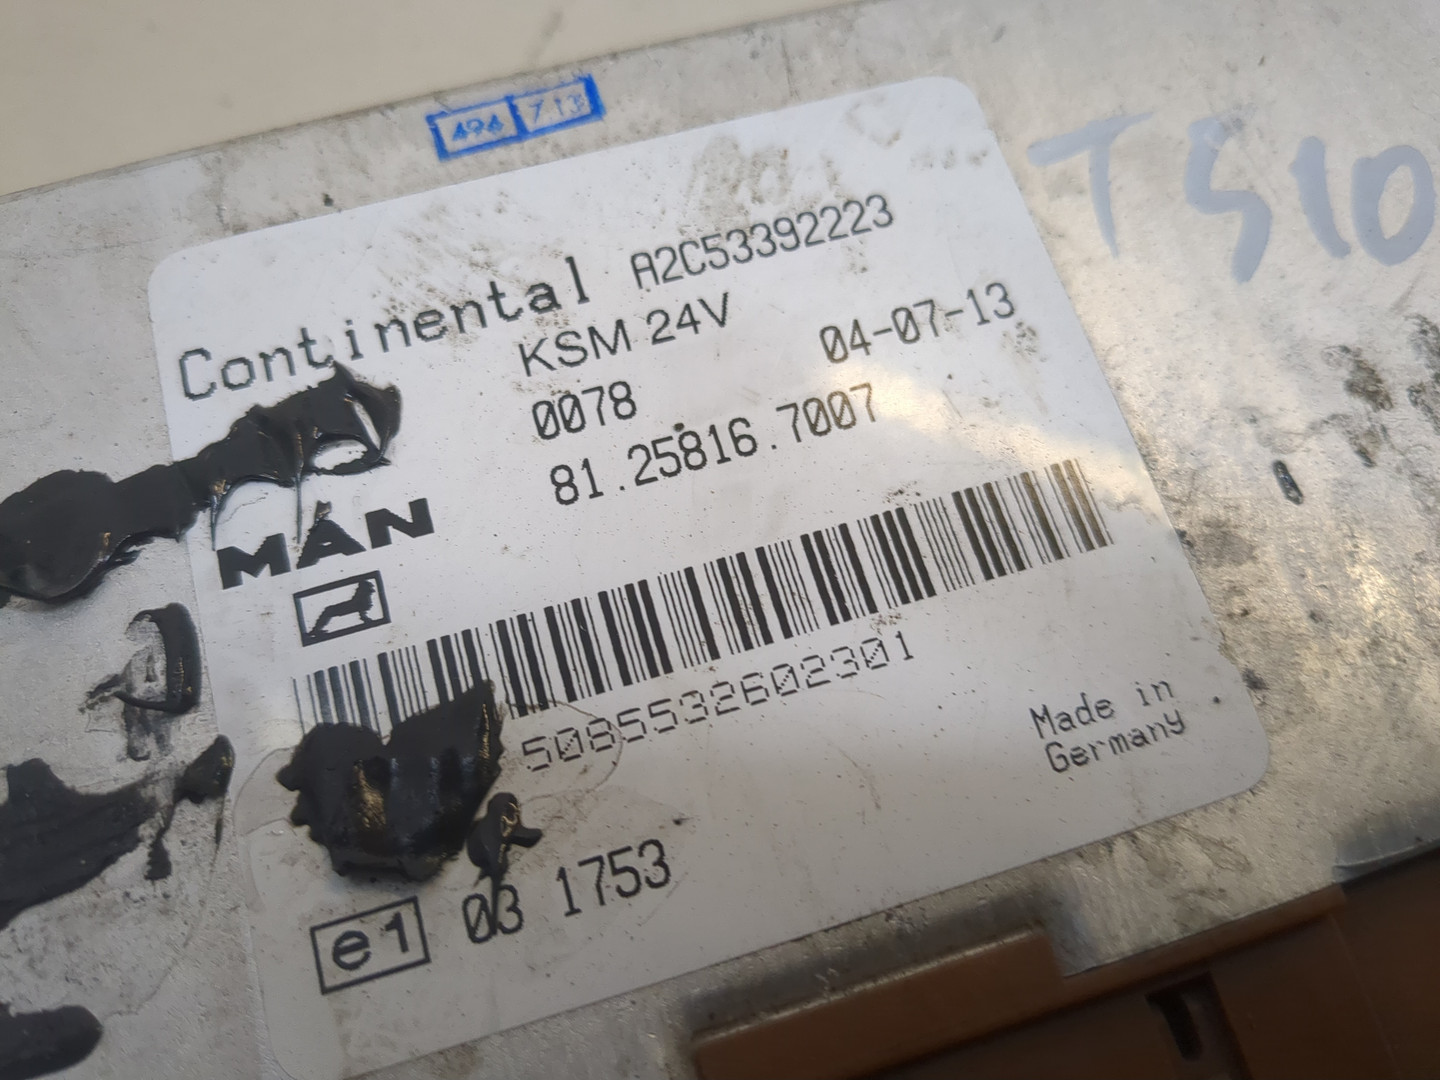 494 7.13
TS10
Continental A2C53392223
KSM 24V
0078 04-07-13
81.25816.7007
MAN
5085532602301
Made in
Germany
e1 03 1753